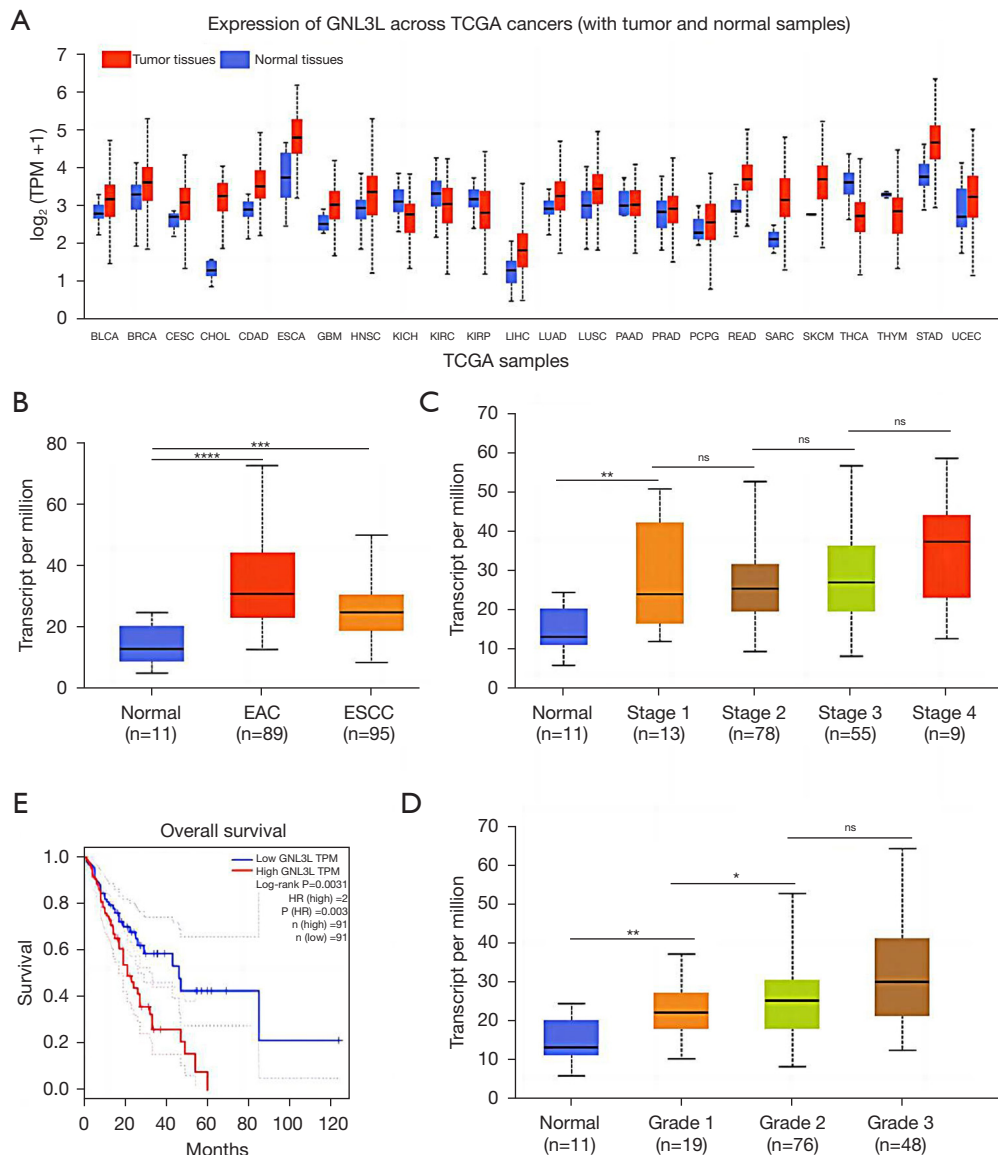 A
Expression of GNL3L across TCGA cancers (with tumor and normal samples)
Tumor tissues
Normal tissues
log2 (TPM +1)
7
6
5
4
3
2
1
0
BLCA BRCA CESC CHOL CDAD ESCA GBM HNSC KICH KIRC KIRP LIHC LUAD LUSC PAAD PRAD PCPG READ SARC SKCM THCA THYM STAD UCEC
TCGA samples
B
Transcript per million
80
60
40
20
0
***
****
Normal EAC ESCC
(n=11) (n=89) (n=95)
C
Transcript per million
70
60
50
40
30
20
10
0
**
ns
ns
ns
Normal Stage 1 Stage 2 Stage 3 Stage 4
(n=11) (n=13) (n=78) (n=55) (n=9)
E
Overall survival
Low GNL3L TPM
High GNL3L TPM
Log-rank P=0.0031
HR (high) =2
P (HR) =0.003
n (high) =91
n (low) =91
Survival
1.0
0.8
0.6
0.4
0.2
0.0
0 20 40 60 80 100 120
Months
D
Transcript per million
70
60
50
40
30
20
10
0
**
*
ns
Normal Grade 1 Grade 2 Grade 3
(n=11) (n=19) (n=76) (n=48)